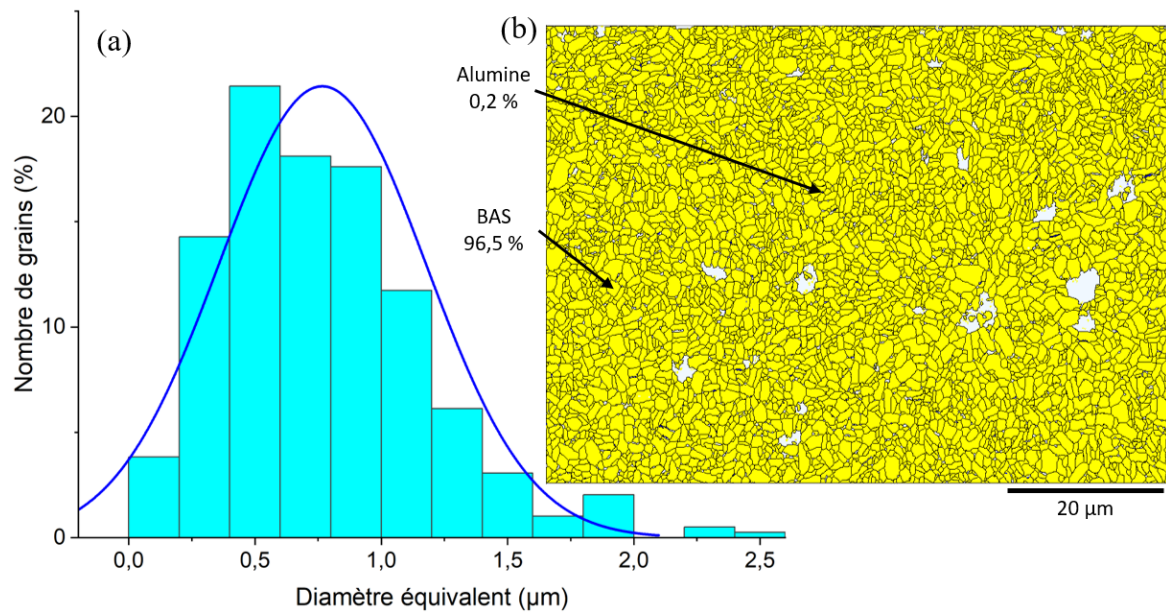 (a)
(b)
Alumine
0,2 %
BAS
96,5 %
20
10
0
Nombre de grains (%)
0,0
0,5
1,0
1,5
2,0
2,5
Diamètre équivalent (µm)
20 µm